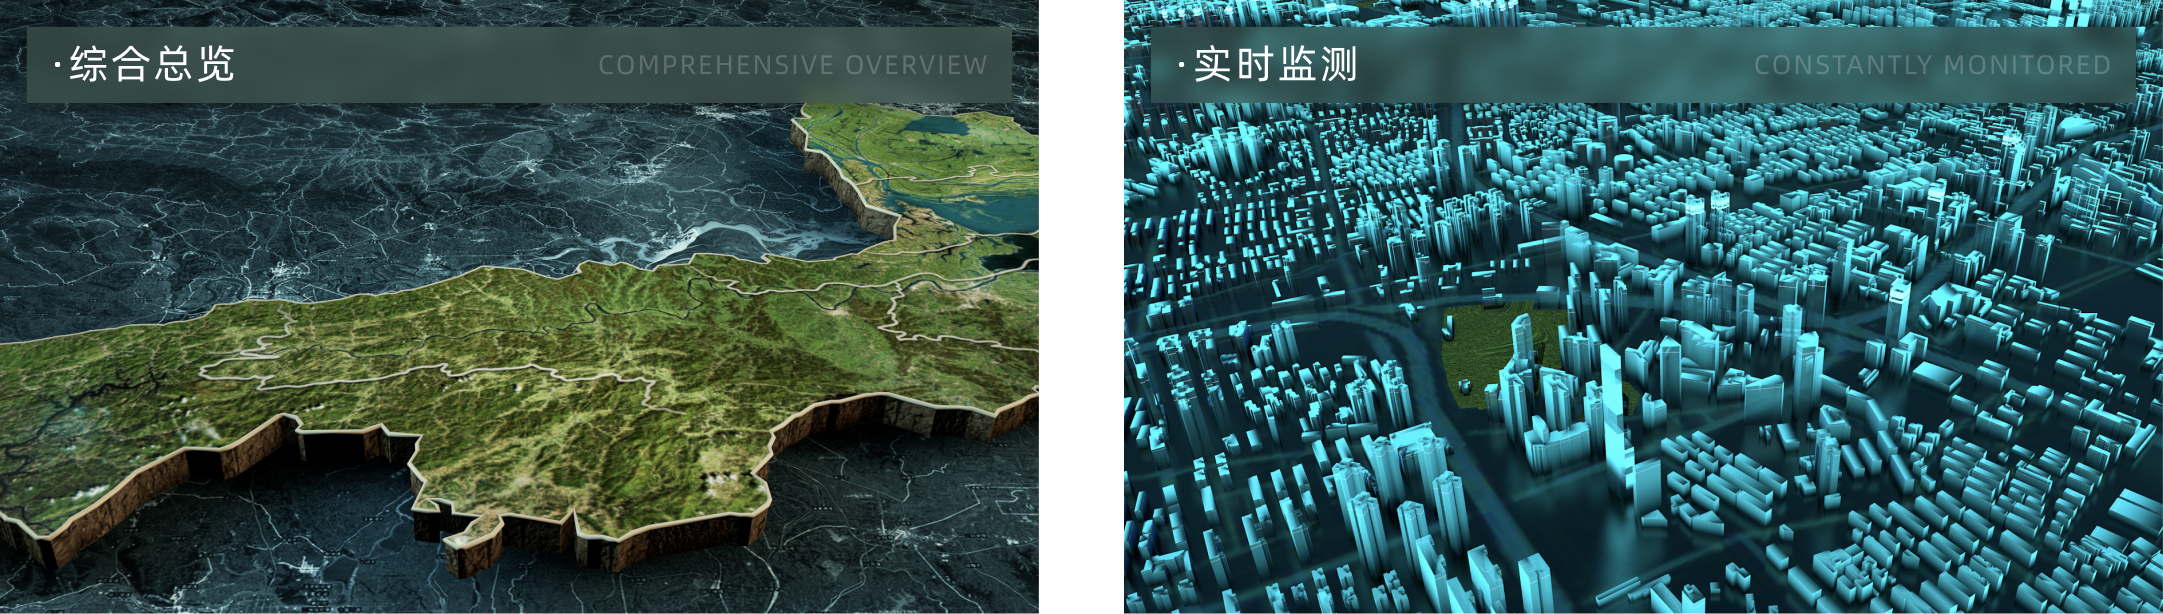 ·综合总览
COMPREHENSIVE OVERVIEW
·实时监测
CONSTANTLY MONITORED